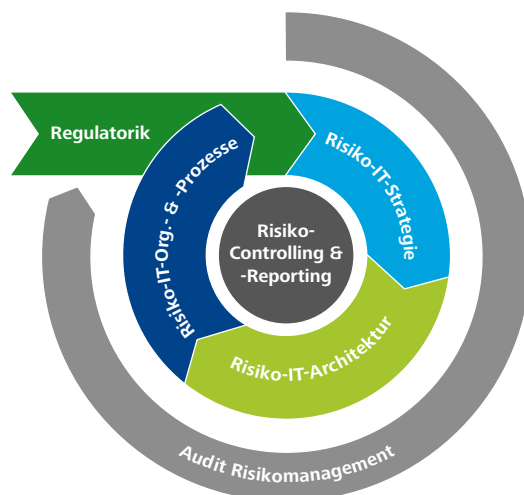 Regulatorik
Risiko-IT-Strategie
Risiko-IT-Org.- & -Prozesse
Risiko-
Controlling &
-Reporting
Risiko-IT-Architektur
Audit Risikomanagement